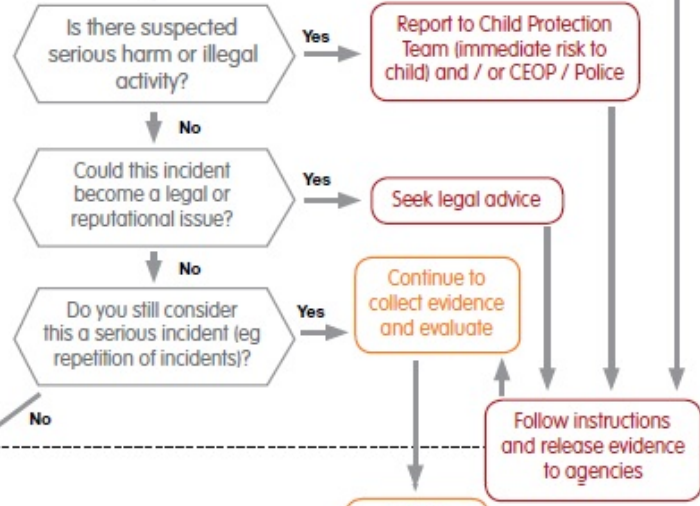 Is there suspected
serious harm or illegal
activity?
Yes
Report to Child Protection
Team (immediate risk to
child) and / or CEOP / Police
No
Could this incident
become a legal or
reputational issue?
Yes
Seek legal advice
No
Do you still consider
this a serious incident (eg
repetition of incidents)?
Yes
Continue to
collect evidence
and evaluate
No
Follow instructions
and release evidence
to agencies